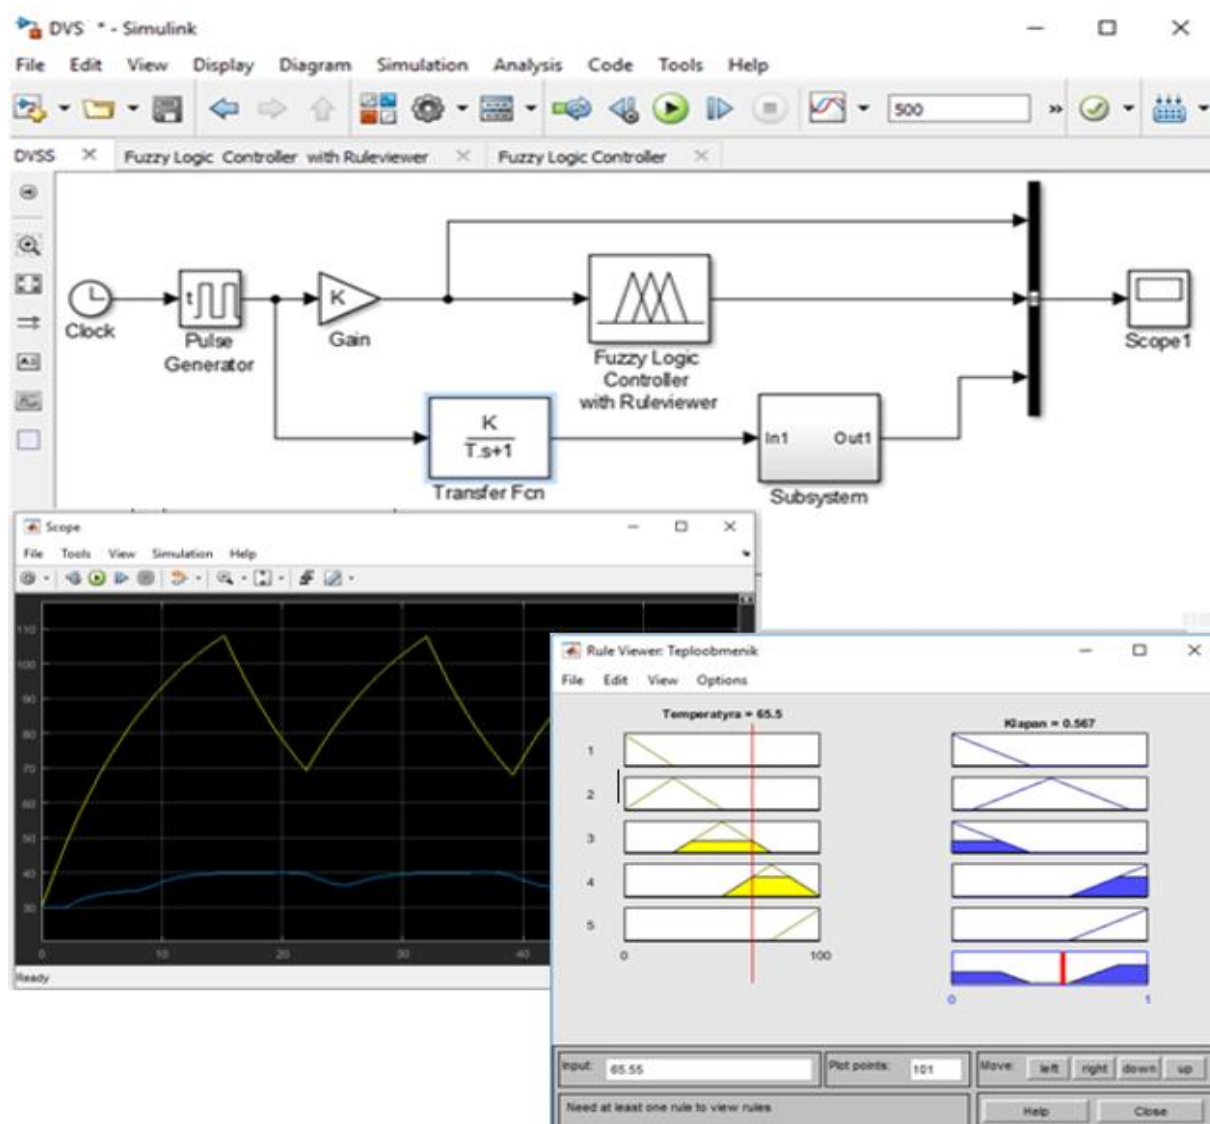 DVS * - Simulink
File Edit View Display Diagram Simulation Analysis Code Tools Help
500 »
DVSS Fuzzy Logic Controller with Ruleviewer Fuzzy Logic Controller
Clock
t
Pulse
Generator
K
Gain
Fuzzy Logic
Controller
with Ruleviewer
Scope1
K
T.s+1
Transfer Fcn
In1 Out1
Subsystem
Scope
File Tools View Simulation Help
110
100
90
80
70
60
50
40
30
0 10 20 30 40
Ready
Rule Viewer: Teploobmenik
File Edit View Options
Temperatyra = 65.5
Klapan = 0.567
1
2
3
4
5
0 100
0 1
Input: 65.55
Plot points: 101
Move: left right down up
Need at least one rule to view rules
Help Close